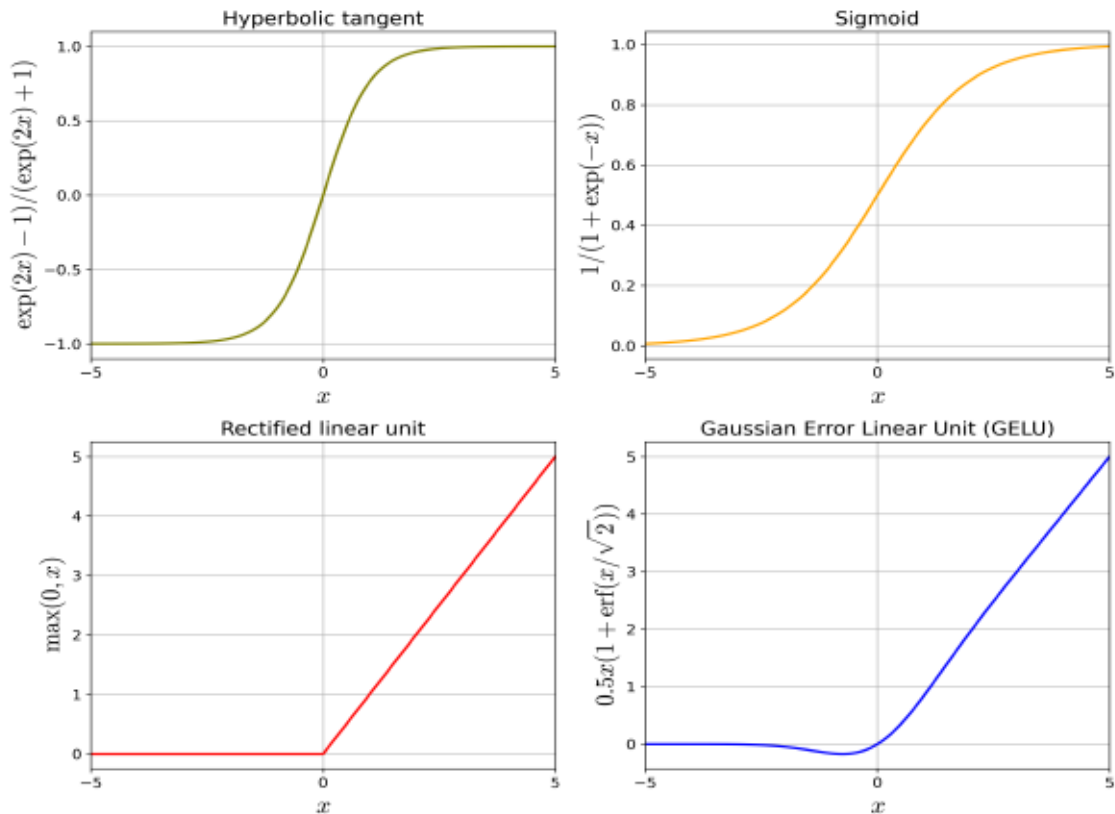 Hyperbolic tangent
exp(2x) − 1)/(exp(2x) + 1)
1.0
0.5
0.0
−0.5
−1.0
−5
0
5
x
Sigmoid
1/(1 + exp(−x))
1.0
0.8
0.6
0.4
0.2
0.0
−5
0
5
x
Rectified linear unit
max(0, x)
5
4
3
2
1
0
−5
0
5
x
Gaussian Error Linear Unit (GELU)
0.5x(1 + erf(x/√2))
5
4
3
2
1
0
−5
0
5
x